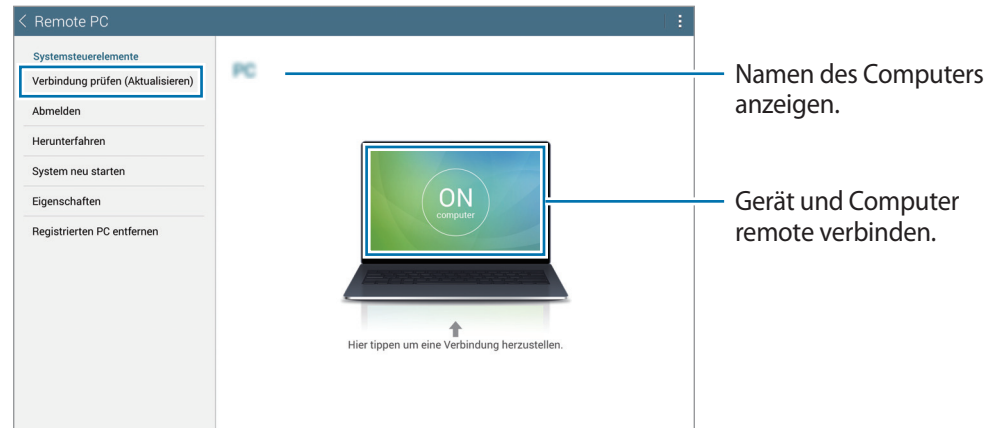 Remote PC
Systemsteuerelemente
Verbindung prüfen (Aktualisieren)
Abmelden
Herunterfahren
System neu starten
Eigenschaften
Registrierten PC entfernen
PC
ON
computer
Hier tippen um eine Verbindung herzustellen.
Namen des Computers
anzeigen.
Gerät und Computer
remote verbinden.